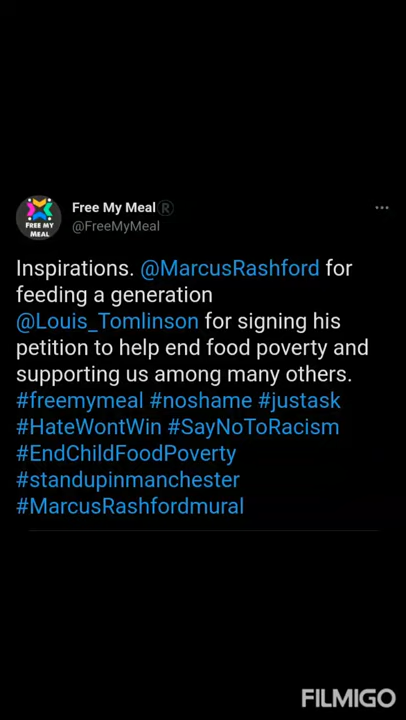 FREE MY
MEAL
Free My Meal®
@FreeMyMeal
Inspirations. @MarcusRashford for
feeding a generation
@Louis_Tomlinson for signing his
petition to help end food poverty and
supporting us among many others.
#freemymeal #noshame #justask
#HateWontWin #SayNoToRacism
#EndChildFoodPoverty
#standupinmanchester
#MarcusRashfordmural
FILMIGO